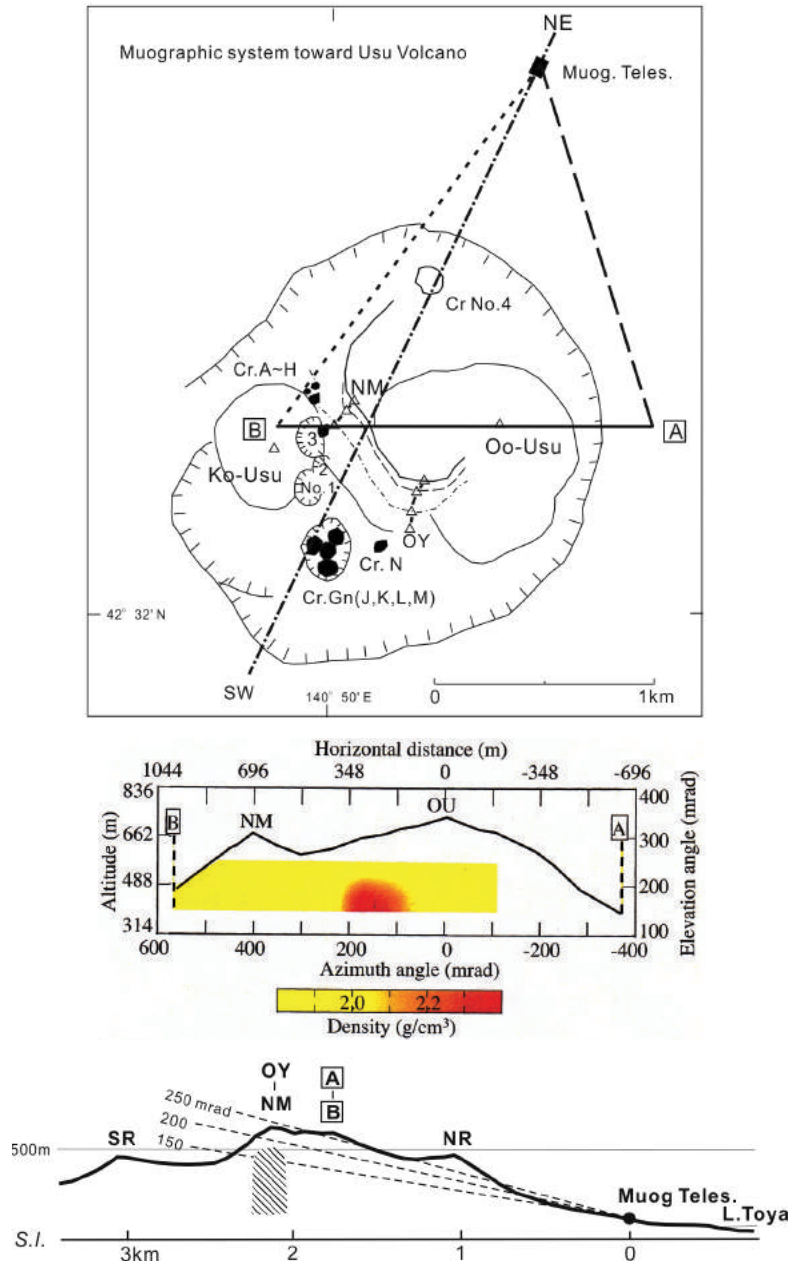 NE
Muographic system toward Usu Volcano
Muog. Teles.
Cr No.4
Cr.A~H
NM
B
3
Oo-Usu
A
Ko-Usu
2
No.1
OY
Cr. N
Cr.Gn(J,K,L,M)
42° 32' N
SW
140° 50' E
0
1km
Horizontal distance (m)
1044 696 348 0 -348 -696
836
662
488
314
Altitude (m)
B
NM
OU
A
400
300
200
100
Elevation angle (mrad)
600 400 200 0 -200 -400
Azimuth angle (mrad)
2.0 2.2
Density (g/cm³)
OY
A
250 mrad
NM
B
200
150
SR
NR
500m
Muog Teles.
L.Toya
S.l.
3km 2 1 0